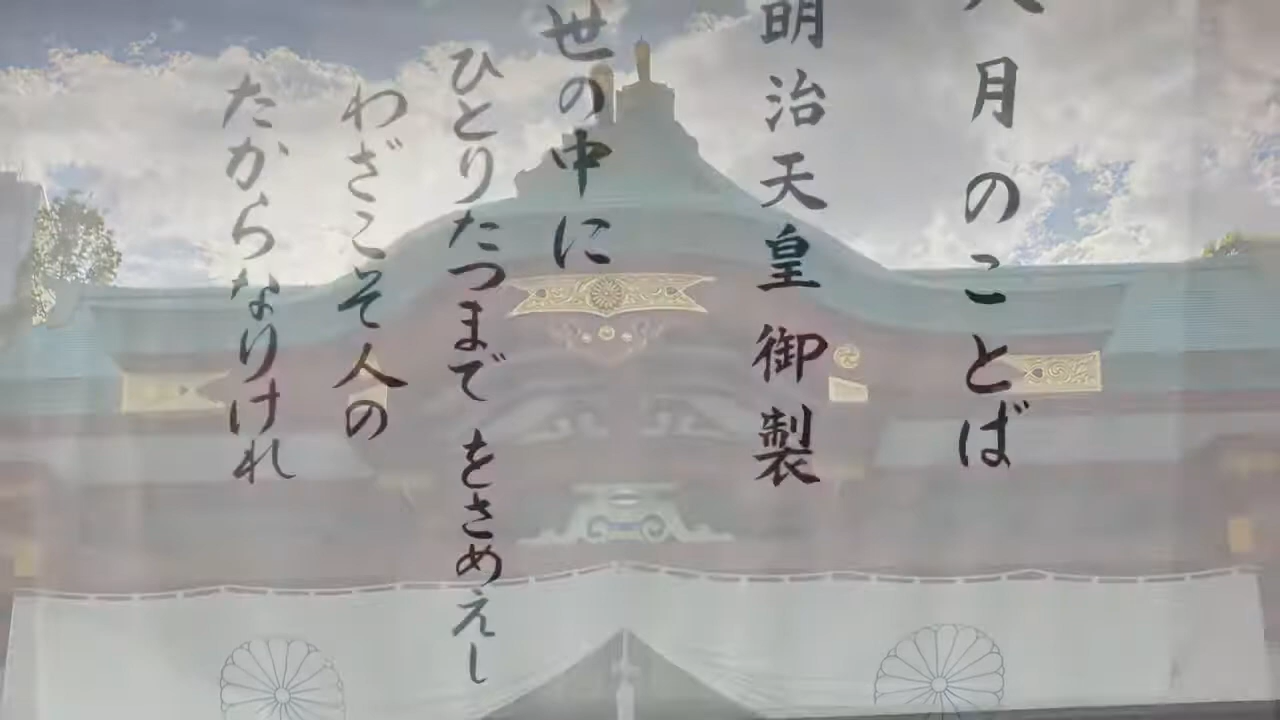 月のことば
明治天皇 御製
世の中に
ひとりたつまで をさめえし
わざこそ人の
たからなりけれ